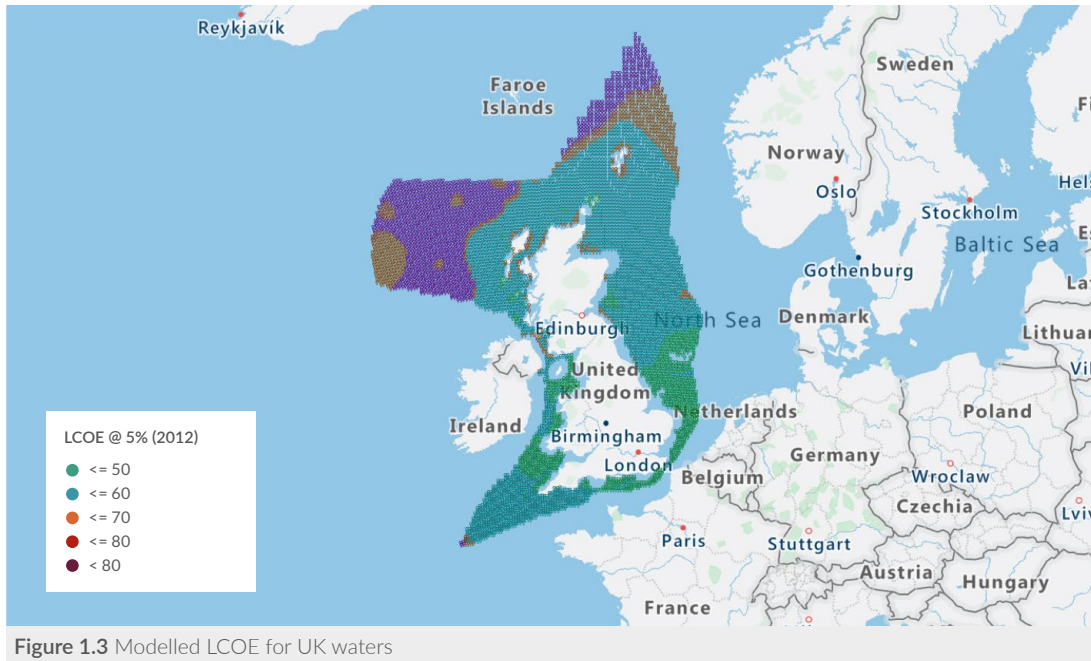 Reykjavík
Sweden
Faroe
Islands
Norway
Oslo
Stockholm
Baltic Sea
Gothenburg
North Sea
Denmark
Edinburgh
United
Kingdom
Ireland
Netherlands
Birmingham
Poland
London
Germany
Belgium
Wrocław
Czechia
Paris
Stuttgart
Austria
Hungary
France
LCOE @ 5% (2012)
<= 50
<= 60
<= 70
<= 80
< 80
Figure 1.3 Modelled LCOE for UK waters